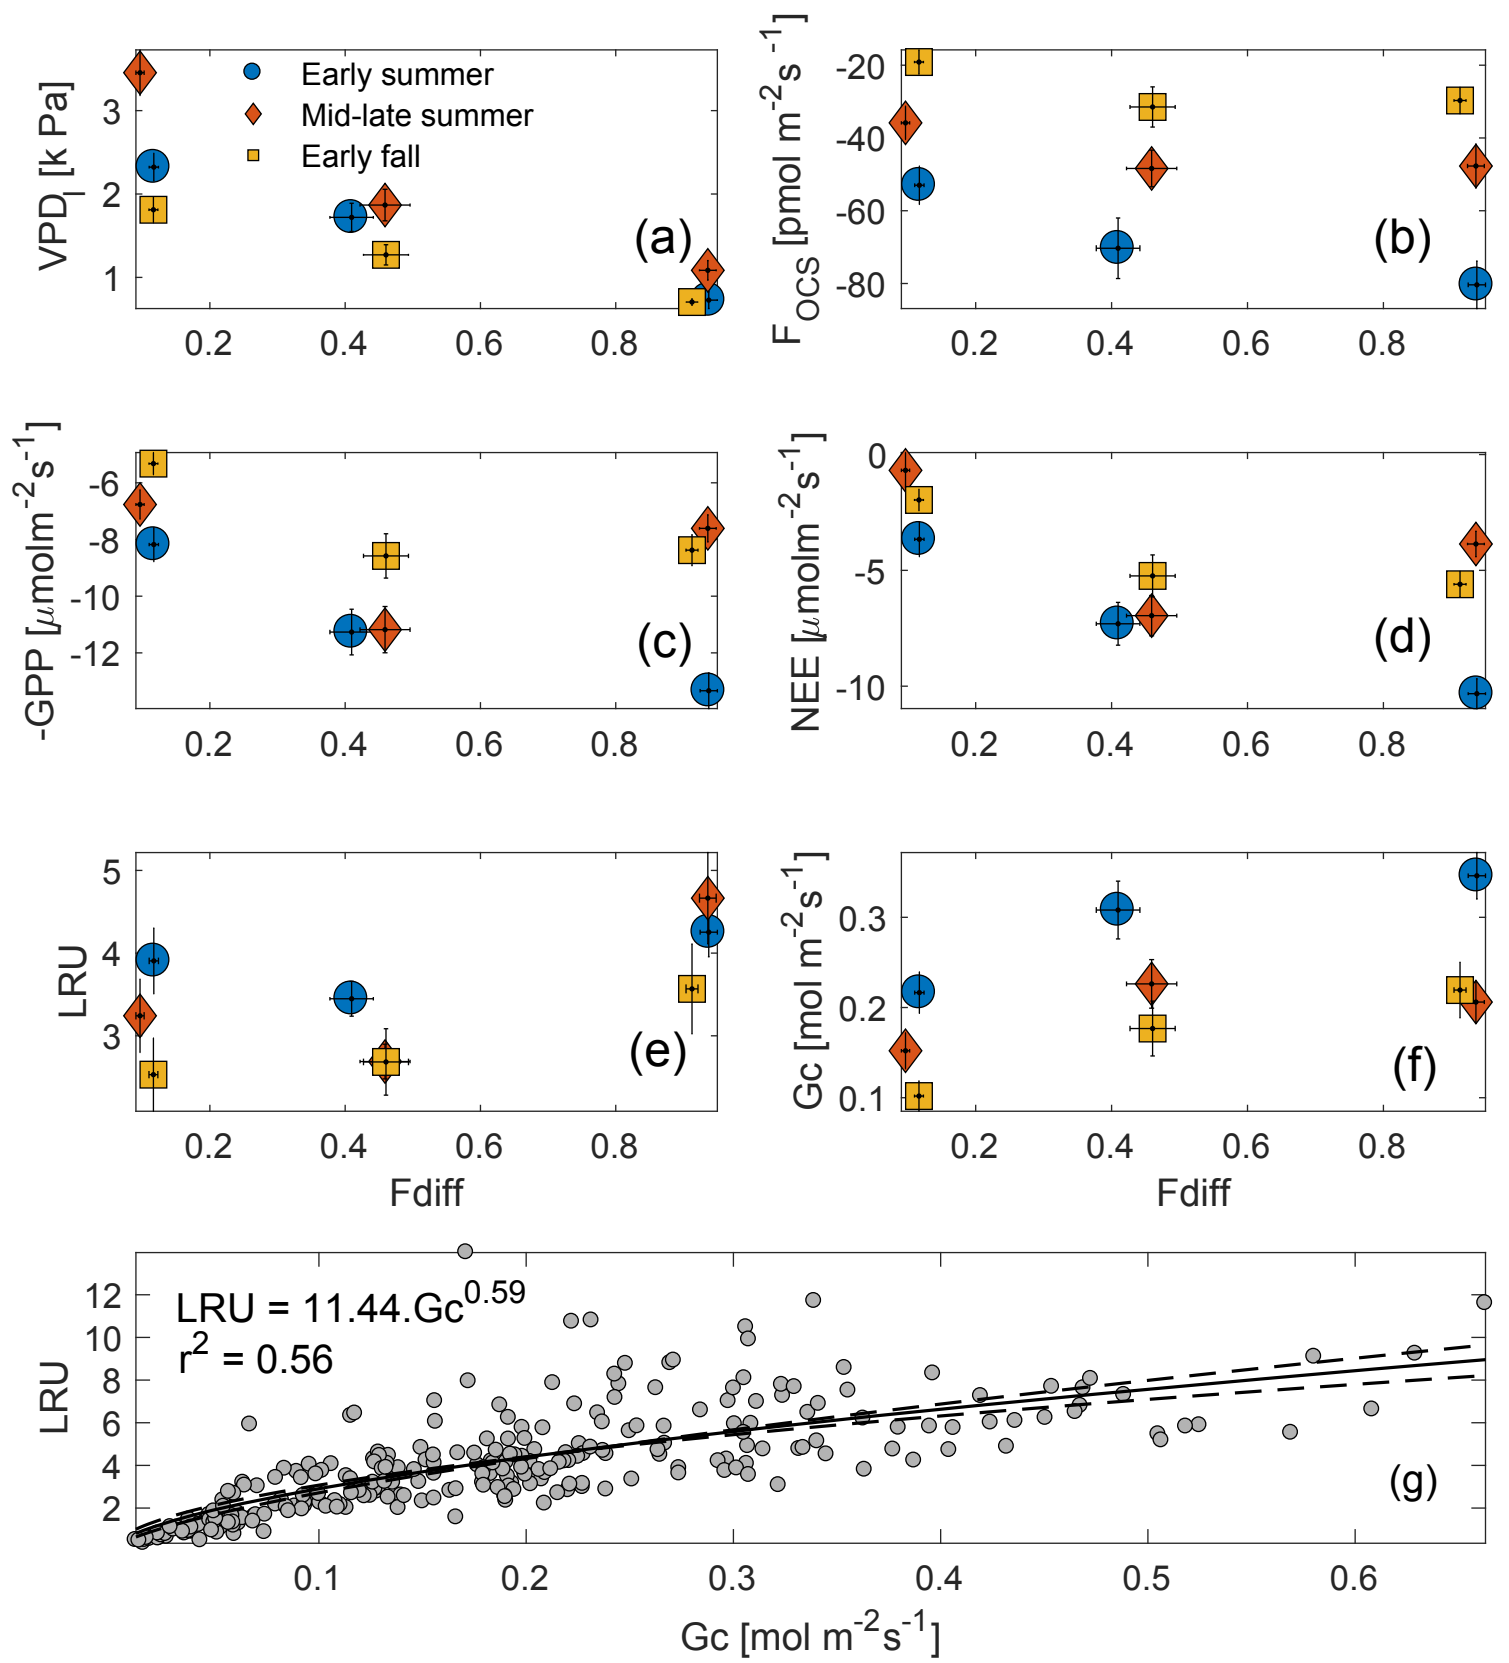 VPD_l [k Pa]
3
2
1
0.2 0.4 0.6 0.8
Early summer
Mid-late summer
Early fall
(a)
F_OCS [pmol m^-2 s^-1]
-20
-40
-60
-80
0.2 0.4 0.6 0.8
(b)
-GPP [μmolm^-2 s^-1]
-6
-8
-10
-12
0.2 0.4 0.6 0.8
(c)
NEE [μmolm^-2 s^-1]
0
-5
-10
0.2 0.4 0.6 0.8
(d)
LRU
5
4
3
0.2 0.4 0.6 0.8
Fdiff
(e)
Gc [mol m^-2 s^-1]
0.3
0.2
0.1
0.2 0.4 0.6 0.8
Fdiff
(f)
LRU
12
10
8
6
4
2
LRU = 11.44.Gc^0.59
r^2 = 0.56
(g)
0.1 0.2 0.3 0.4 0.5 0.6
Gc [mol m^-2 s^-1]